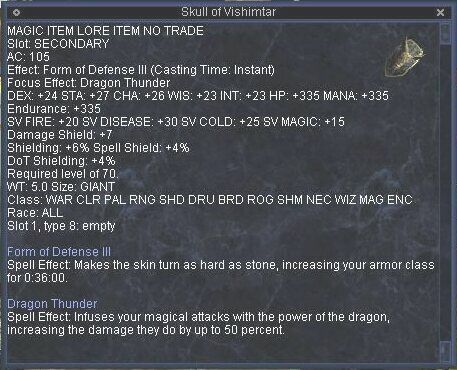 Skull of Vishimtar
MAGIC ITEM LORE ITEM NO TRADE
Slot: SECONDARY
AC: 105
Effect: Form of Defense III (Casting Time: Instant)
Focus Effect: Dragon Thunder
DEX: +24 STA: +27 CHA: +26 WIS: +23 INT: +23 HP: +335 MANA: +335
Endurance: +335
SV FIRE: +20 SV DISEASE: +30 SV COLD: +25 SV MAGIC: +15
Damage Shield: +7
Shielding: +6% Spell Shield: +4%
DoT Shielding: +4%
Required level of 70.
WT: 5.0 Size: GIANT
Class: WAR CLR PAL RNG SHD DRU BRD ROG SHM NEC WIZ MAG ENC
Race: ALL
Slot 1, type 8: empty
Form of Defense III
Spell Effect: Makes the skin turn as hard as stone, increasing your armor class
for 0:36:00.
Dragon Thunder
Spell Effect: Infuses your magical attacks with the power of the dragon,
increasing the damage they do by up to 50 percent.